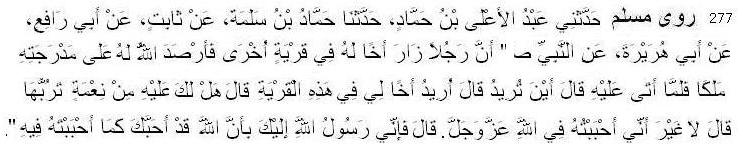 277 روى مسلم حَدَّثَنِي عَبْدُ الأَعْلَى بْنُ حَمَّادٍ، حَدَّثَنَا حَمَّادُ بْنُ سَلَمَةَ، عَنْ ثَابِتٍ، عَنْ أَبِي رَافِعٍ،
عَنْ أَبِي هُرَيْرَةَ، عَنِ النَّبِيِّ ص " أَنَّ رَجُلاً زَارَ أَخًا لَهُ فِي قَرْيَةٍ أُخْرَى فَأَرْصَدَ اللَّهُ لَهُ عَلَى مَدْرَجَتِهِ
مَلَكًا فَلَمَّا أَتَى عَلَيْهِ قَالَ أَيْنَ تُرِيدُ قَالَ أُرِيدُ أَخًا لِي فِي هَذِهِ الْقَرْيَةِ قَالَ هَلْ لَكَ عَلَيْهِ مِنْ نِعْمَةٍ تَرُبُّهَا
قَالَ لاَ غَيْرَ أَنِّي أَحْبَبْتُهُ فِي اللَّهِ عَزَّ وَجَلَّ. قَالَ فَإِنِّي رَسُولُ اللَّهِ إِلَيْكَ بِأَنَّ اللَّهَ قَدْ أَحَبَّكَ كَمَا أَحْبَبْتَهُ فِيهِ ".